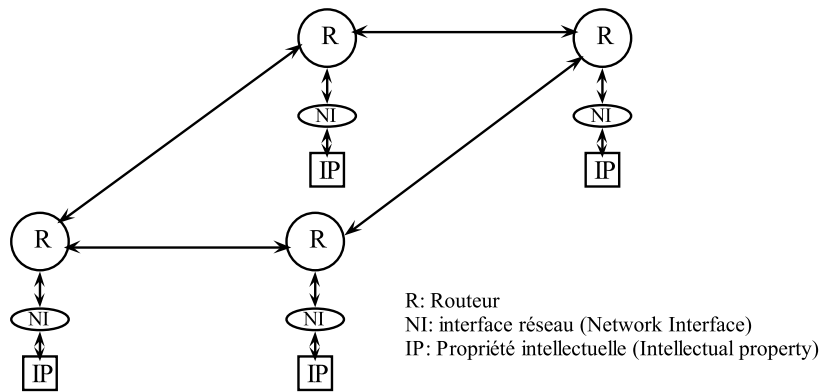 R
R
NI
NI
IP
IP
R
R
NI
NI
IP
IP
R: Routeur
NI: interface réseau (Network Interface)
IP: Propriété intellectuelle (Intellectual property)